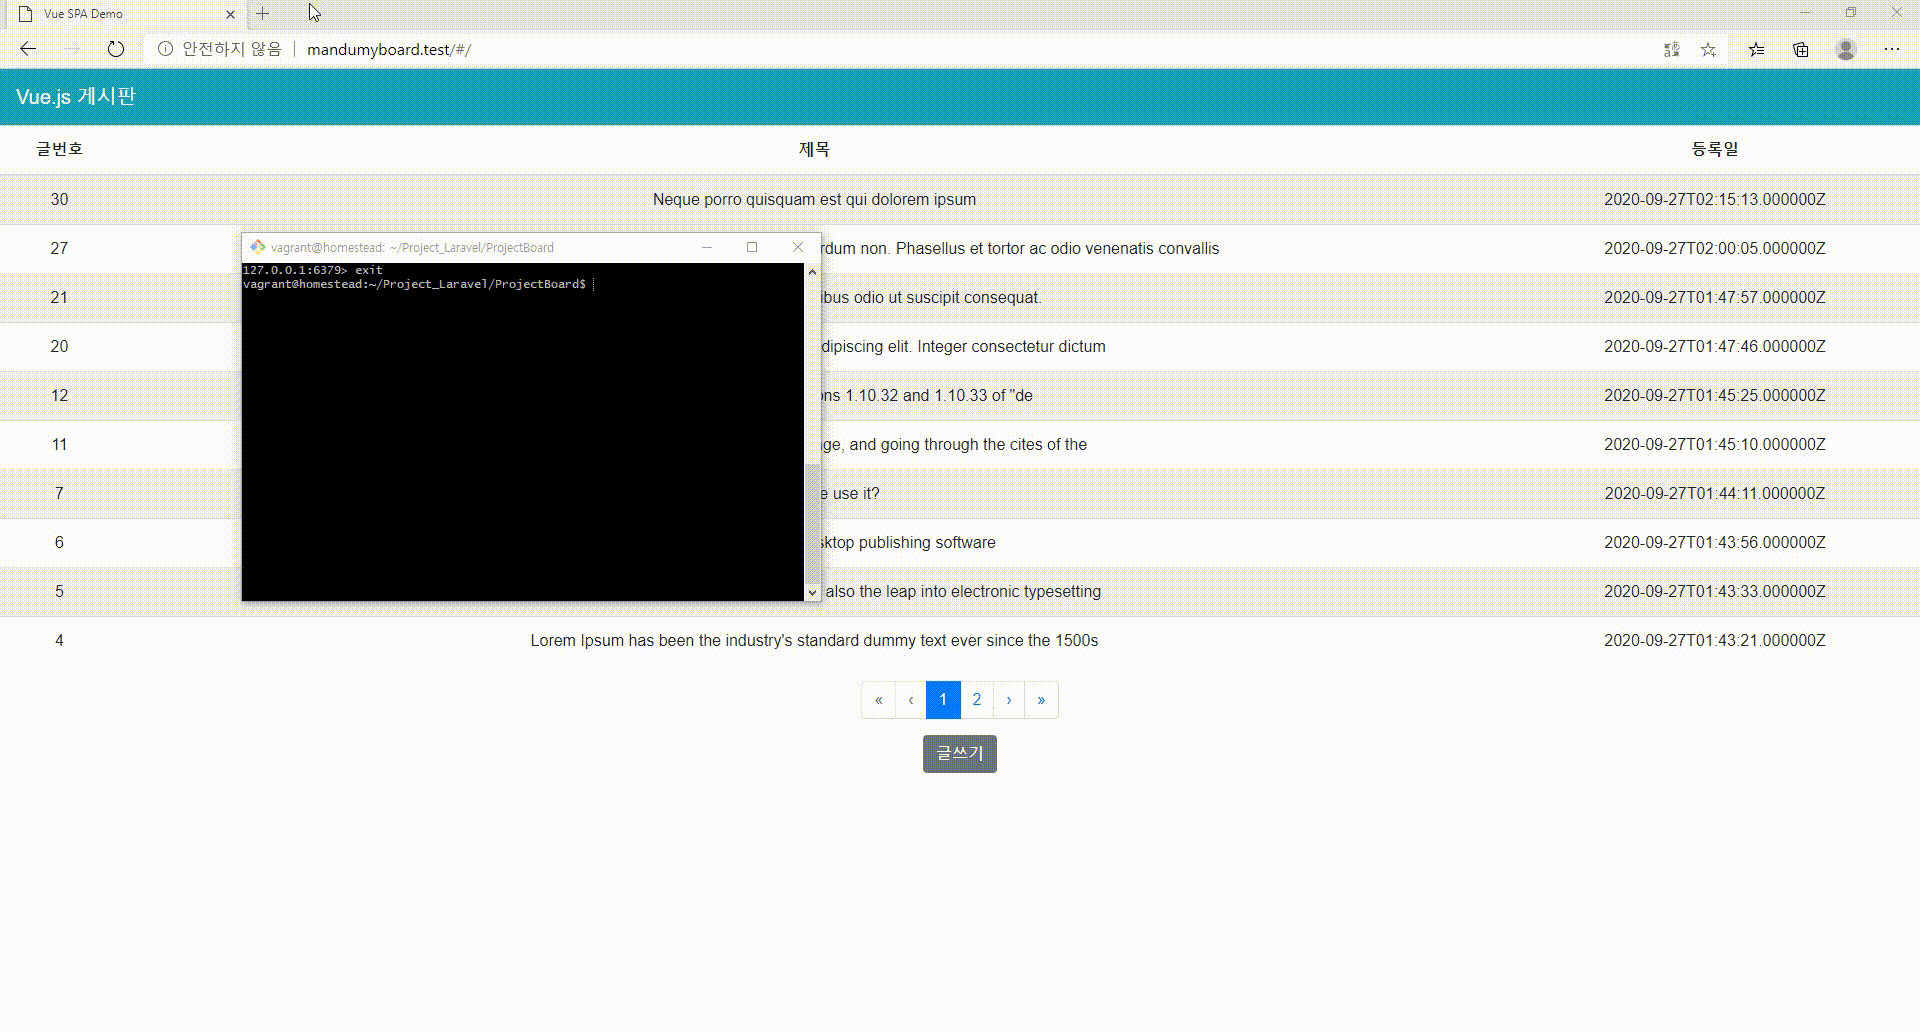 Vue SPA Demo
안전하지 않음 | mandumyboard.test/#/
Vue.js 게시판
글번호 제목 등록일
30 Neque porro quisquam est qui dolorem ipsum 2020-09-27T02:15:13.000000Z
vagrant@homestead: ~/Project_Laravel/ProjectBoard
27 rdum non. Phasellus et tortor ac odio venenatis convallis 2020-09-27T02:00:05.000000Z
127.0.0.1:6379> exit
vagrant@homestead:~/Project_Laravel/ProjectBoard$
21 ibus odio ut suscipit consequat. 2020-09-27T01:47:57.000000Z
20 dipiscing elit. Integer consectetur dictum 2020-09-27T01:47:46.000000Z
12 ons 1.10.32 and 1.10.33 of "de 2020-09-27T01:45:25.000000Z
11 ge, and going through the cites of the 2020-09-27T01:45:10.000000Z
7 e use it? 2020-09-27T01:44:11.000000Z
6 sktop publishing software 2020-09-27T01:43:56.000000Z
5 also the leap into electronic typesetting 2020-09-27T01:43:33.000000Z
4 Lorem Ipsum has been the industry's standard dummy text ever since the 1500s 2020-09-27T01:43:21.000000Z
« ‹ 1 2 › »
글쓰기